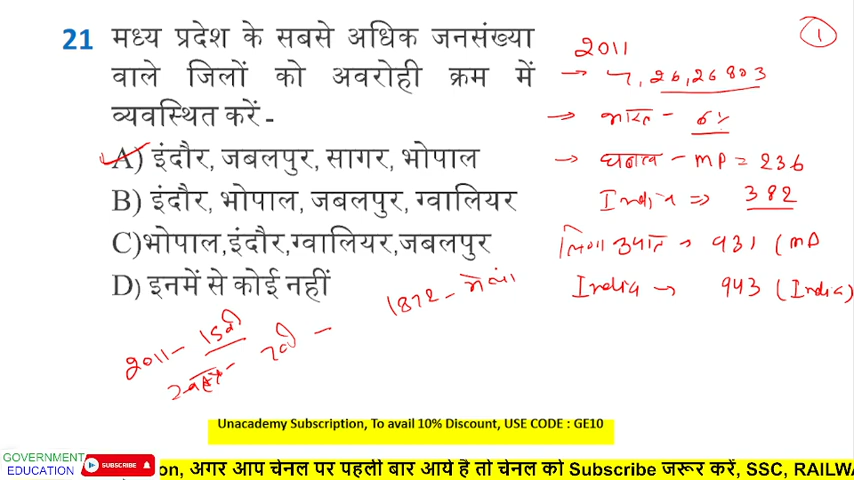 21 मध्य प्रदेश के सबसे अधिक जनसंख्या
वाले जिलों को अवरोही क्रम में
व्यवस्थित करें-
A) इंदौर, जबलपुर, सागर, भोपाल
B) इंदौर, भोपाल, जबलपुर, ग्वालियर
C)भोपाल,इंदौर,ग्वालियर,जबलपुर
D) इनमें से कोई नहीं
1
2011
→ 7,26,26803
→ भारत - 6%
→ घनत्व - MP = 236
India ⇒ 382
931 (MP
India → 943 (India)
1872 -
2011 - 15वी
7वी -
Unacademy Subscription, To avail 10% Discount, USE CODE : GE10
GOVERNMENT
EDUCATION
SUBSCRIBE
on, अगर आप चेनल पर पहली बार आये है तो चेनल को Subscribe जरूर करें, SSC, RAILWA